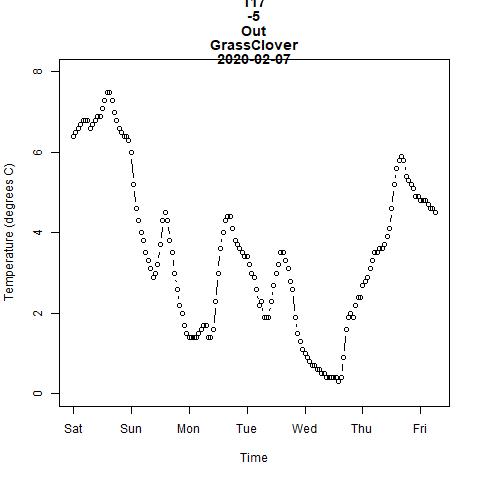 T17
-5
Out
GrassClover
2020-02-07
Temperature (degrees C)
8
6
4
2
0
Sat Sun Mon Tue Wed Thu Fri
Time